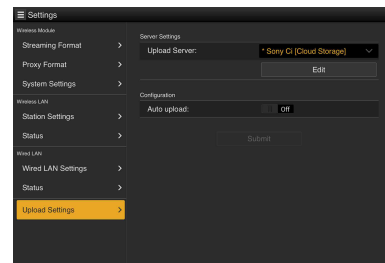 Settings
Wireless Module
Streaming Format
Proxy Format
System Settings
Wireless LAN
Station Settings
Status
Wired LAN
Wired LAN Settings
Status
Upload Settings
Server Settings
Upload Server:
* Sony Ci [Cloud Storage]
Edit
Configuration
Auto upload:
Off
Submit